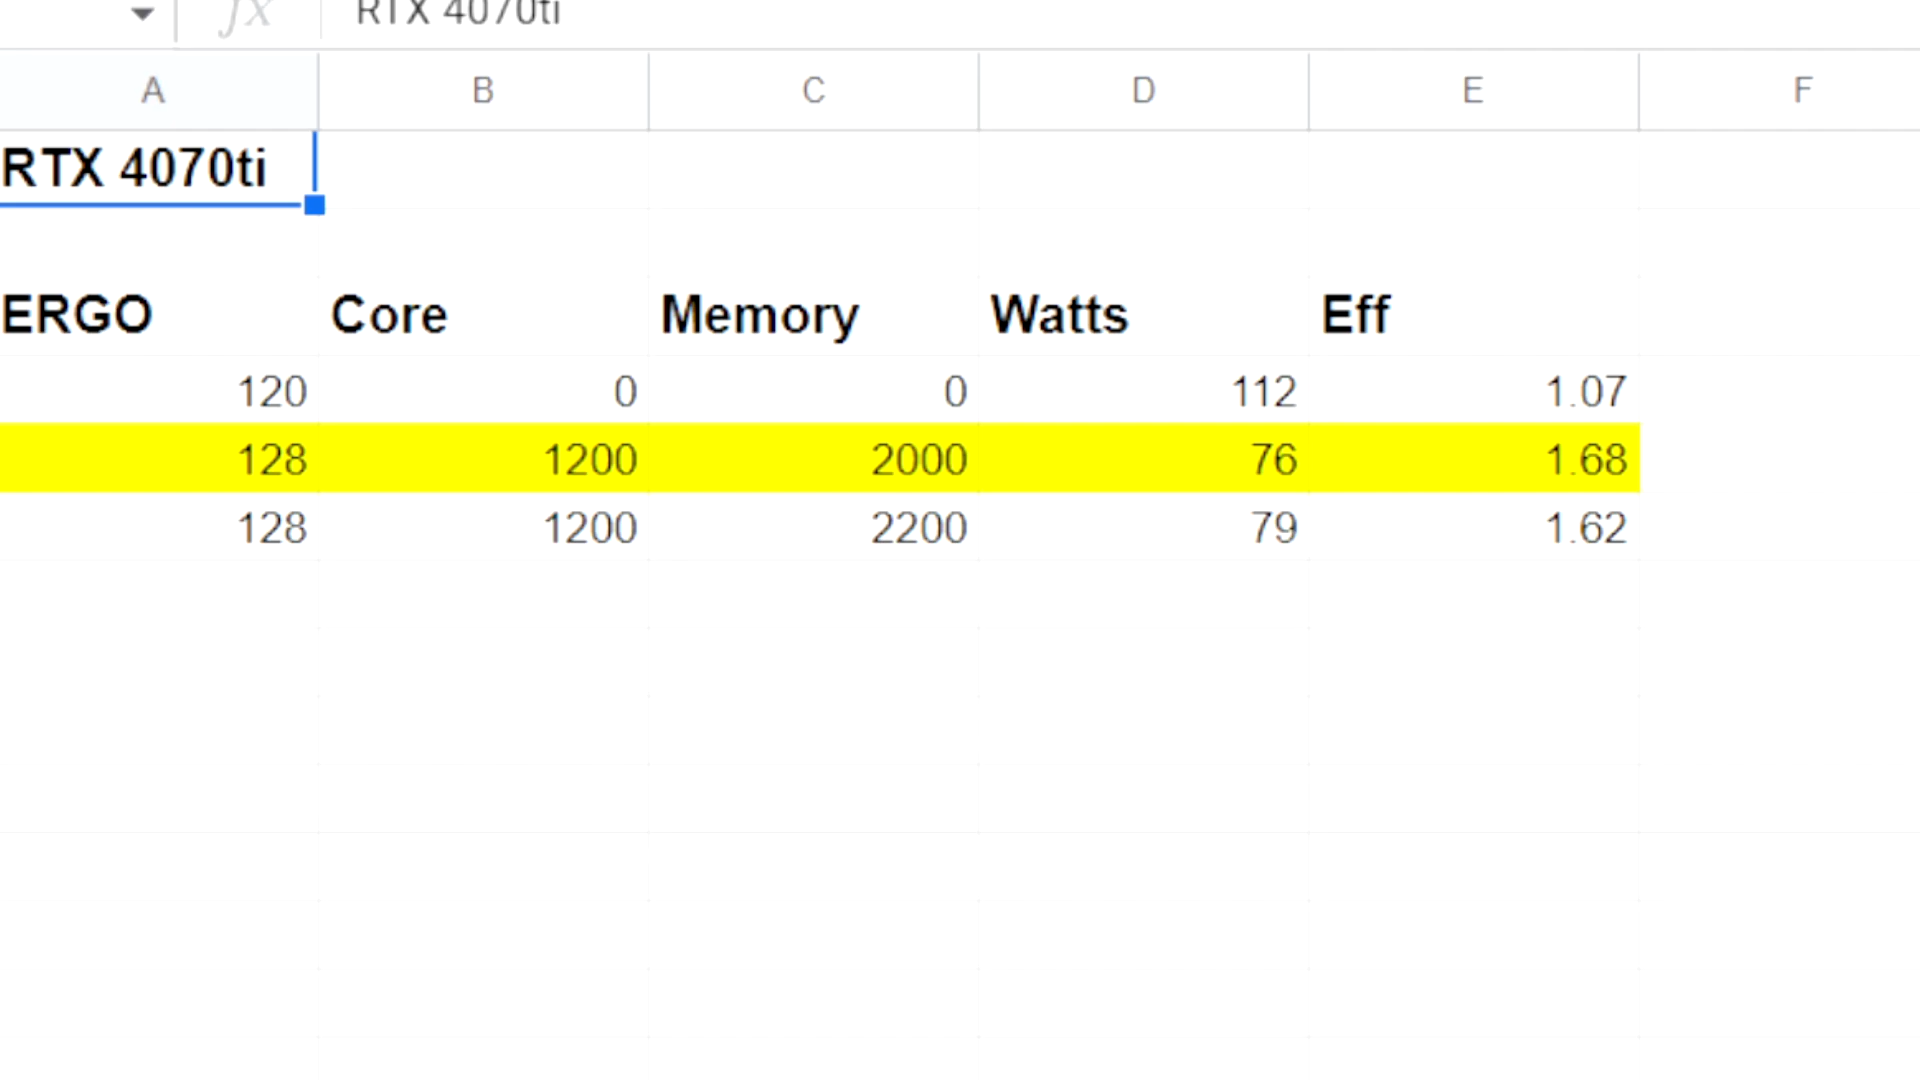 fx RTX 4070ti
A B C D E F
RTX 4070ti
ERGO Core Memory Watts Eff
120 0 0 112 1.07
128 1200 2000 76 1.68
128 1200 2200 79 1.62